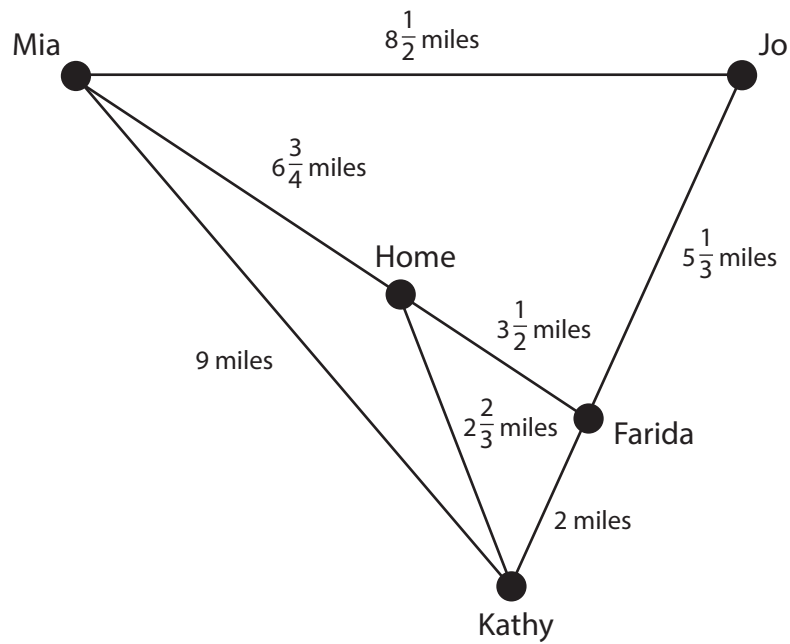 8 1/2 miles
Mia
Jo
6 3/4 miles
Home
5 1/3 miles
3 1/2 miles
9 miles
2 2/3 miles
Farida
2 miles
Kathy